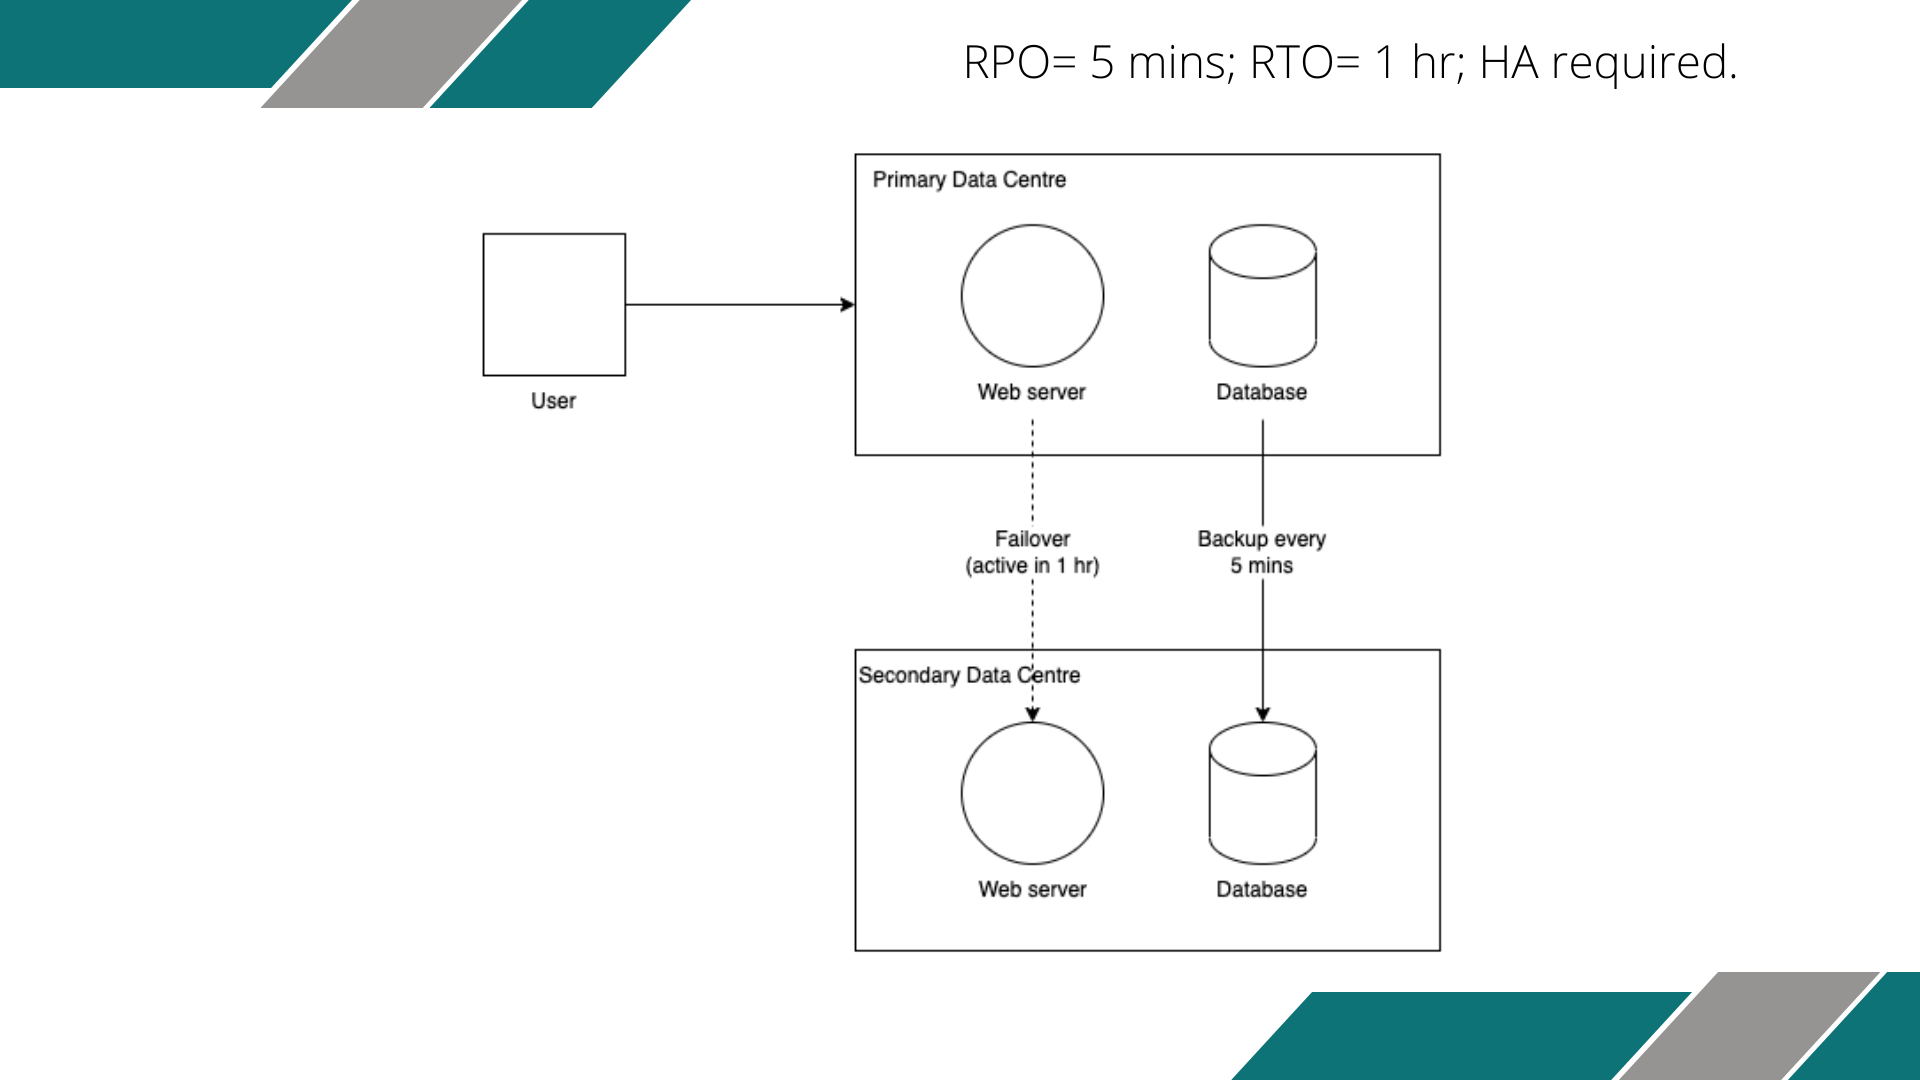 RPO= 5 mins; RTO= 1 hr; HA required.
Primary Data Centre
Web server
Database
User
Failover
(active in 1 hr)
Backup every
5 mins
Secondary Data Centre
Web server
Database